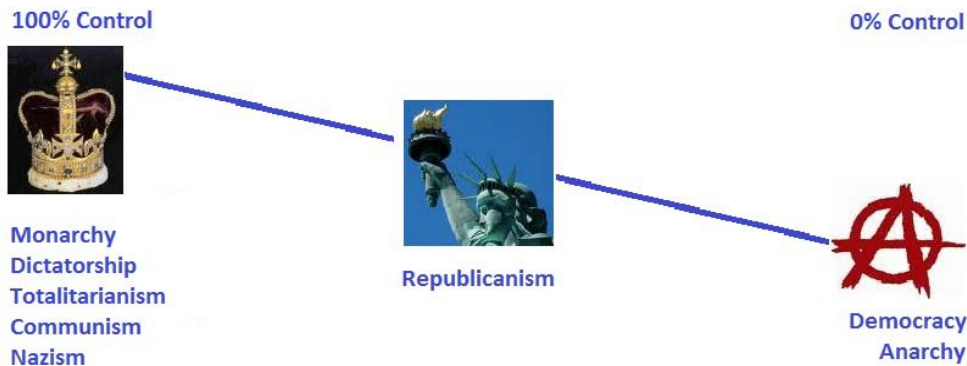 100% Control
0% Control
Monarchy
Dictatorship
Totalitarianism
Communism
Nazism
Republicanism
Democracy
Anarchy